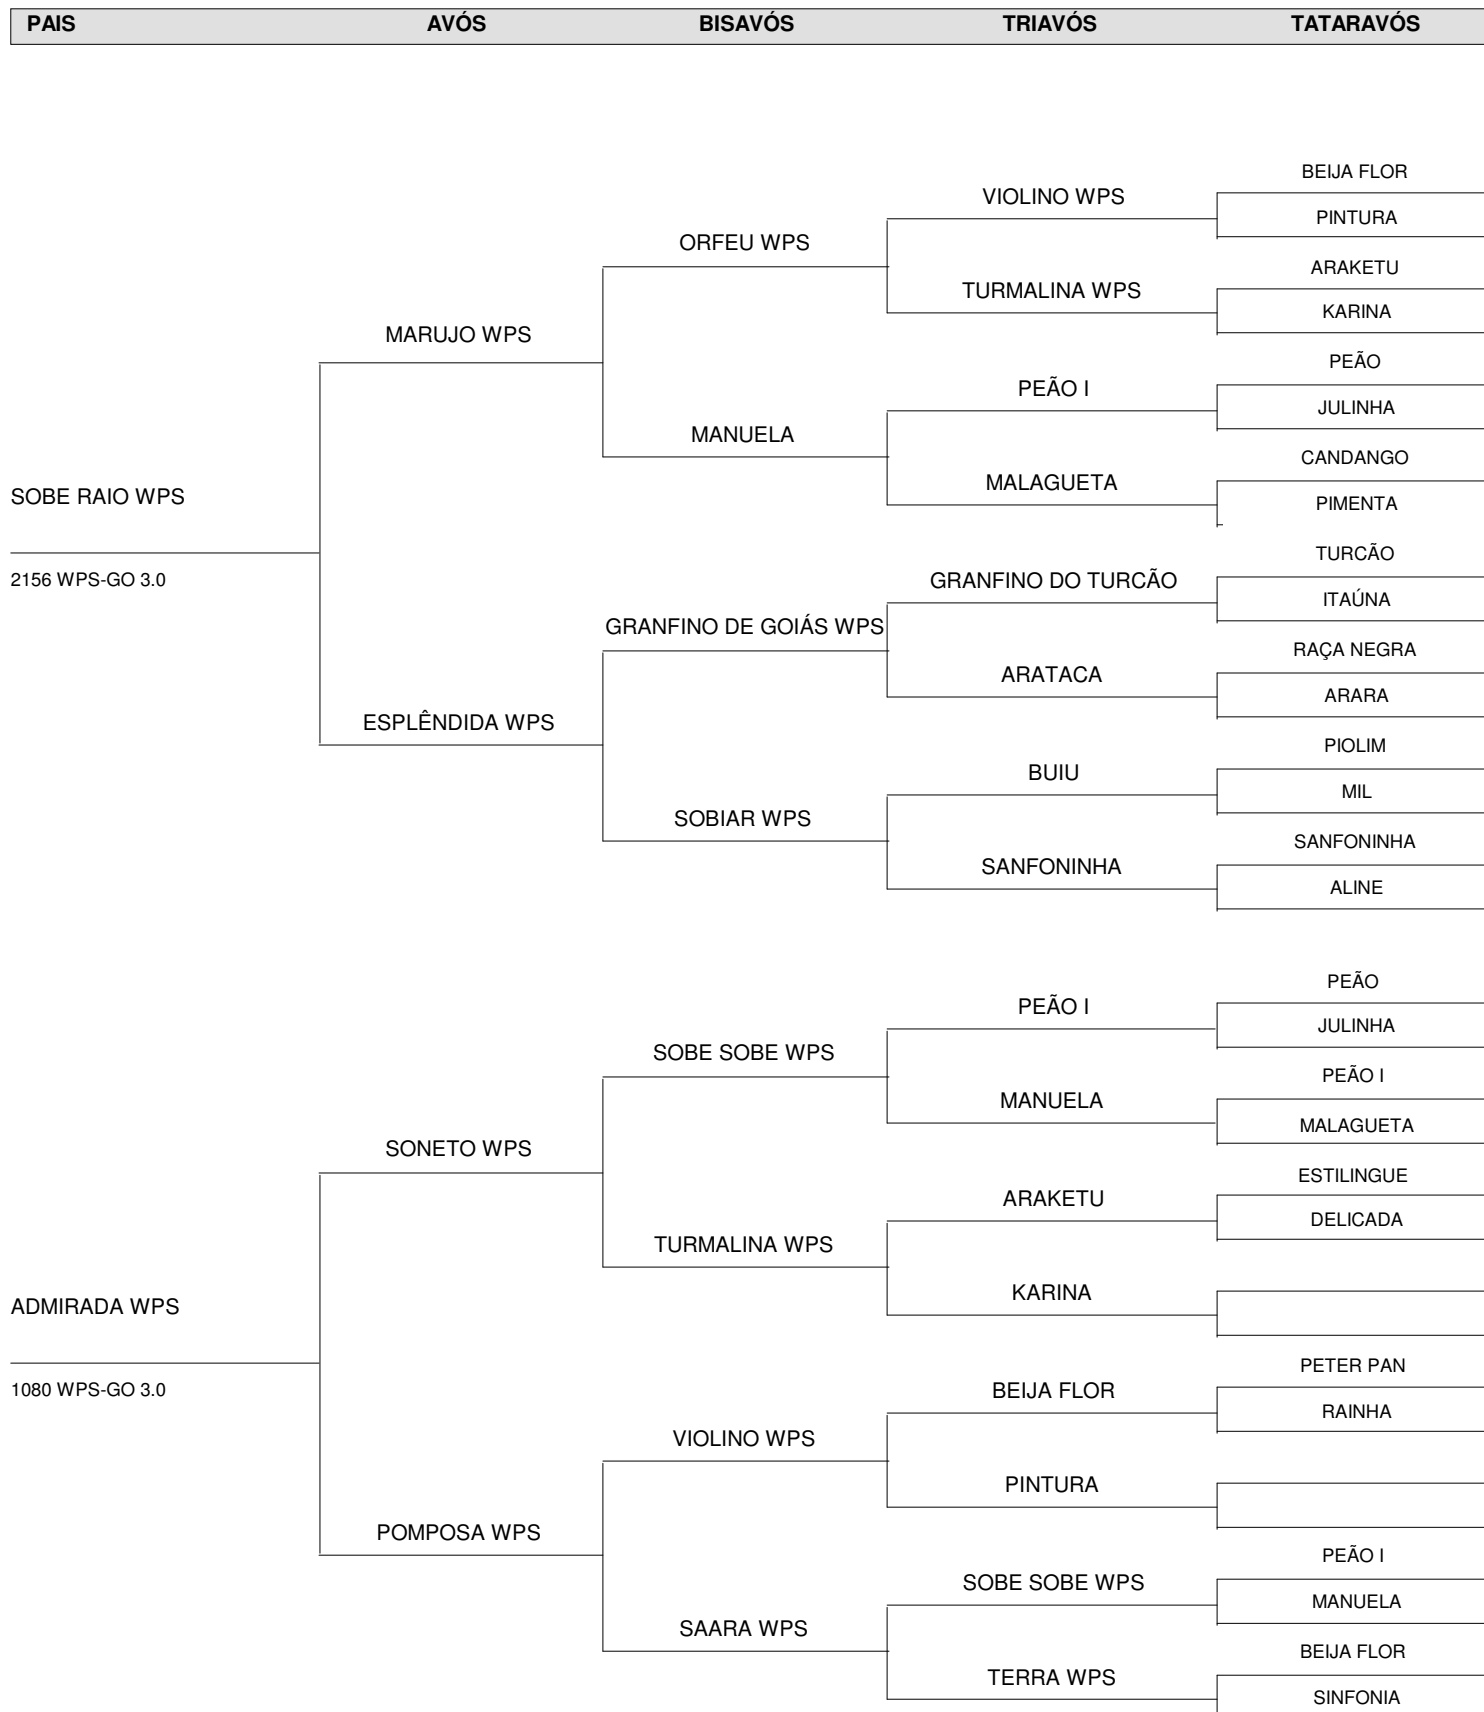 PAIS AVÓS BISAVÓS TRIAVÓS TATARAVÓS
BEIJA FLOR
VIOLINO WPS
PINTURA
ORFEU WPS
ARAKETU
TURMALINA WPS
KARINA
MARUJO WPS
PEÃO
PEÃO I
JULINHA
MANUELA
CANDANGO
MALAGUETA
SOBE RAIO WPS
PIMENTA
TURCÃO
2156 WPS-GO 3.0
GRANFINO DO TURCÃO
ITAÚNA
GRANFINO DE GOIÁS WPS
RAÇA NEGRA
ARATACA
ARARA
ESPLÊNDIDA WPS
PIOLIM
BUIU
MIL
SOBIAR WPS
SANFONINHA
SANFONINHA
ALINE
PEÃO
PEÃO I
JULINHA
SOBE SOBE WPS
PEÃO I
MANUELA
MALAGUETA
SONETO WPS
ESTILINGUE
ARAKETU
DELICADA
TURMALINA WPS
KARINA
ADMIRADA WPS
PETER PAN
1080 WPS-GO 3.0
BEIJA FLOR
RAINHA
VIOLINO WPS
PINTURA
POMPOSA WPS
PEÃO I
SOBE SOBE WPS
MANUELA
SAARA WPS
BEIJA FLOR
TERRA WPS
SINFONIA